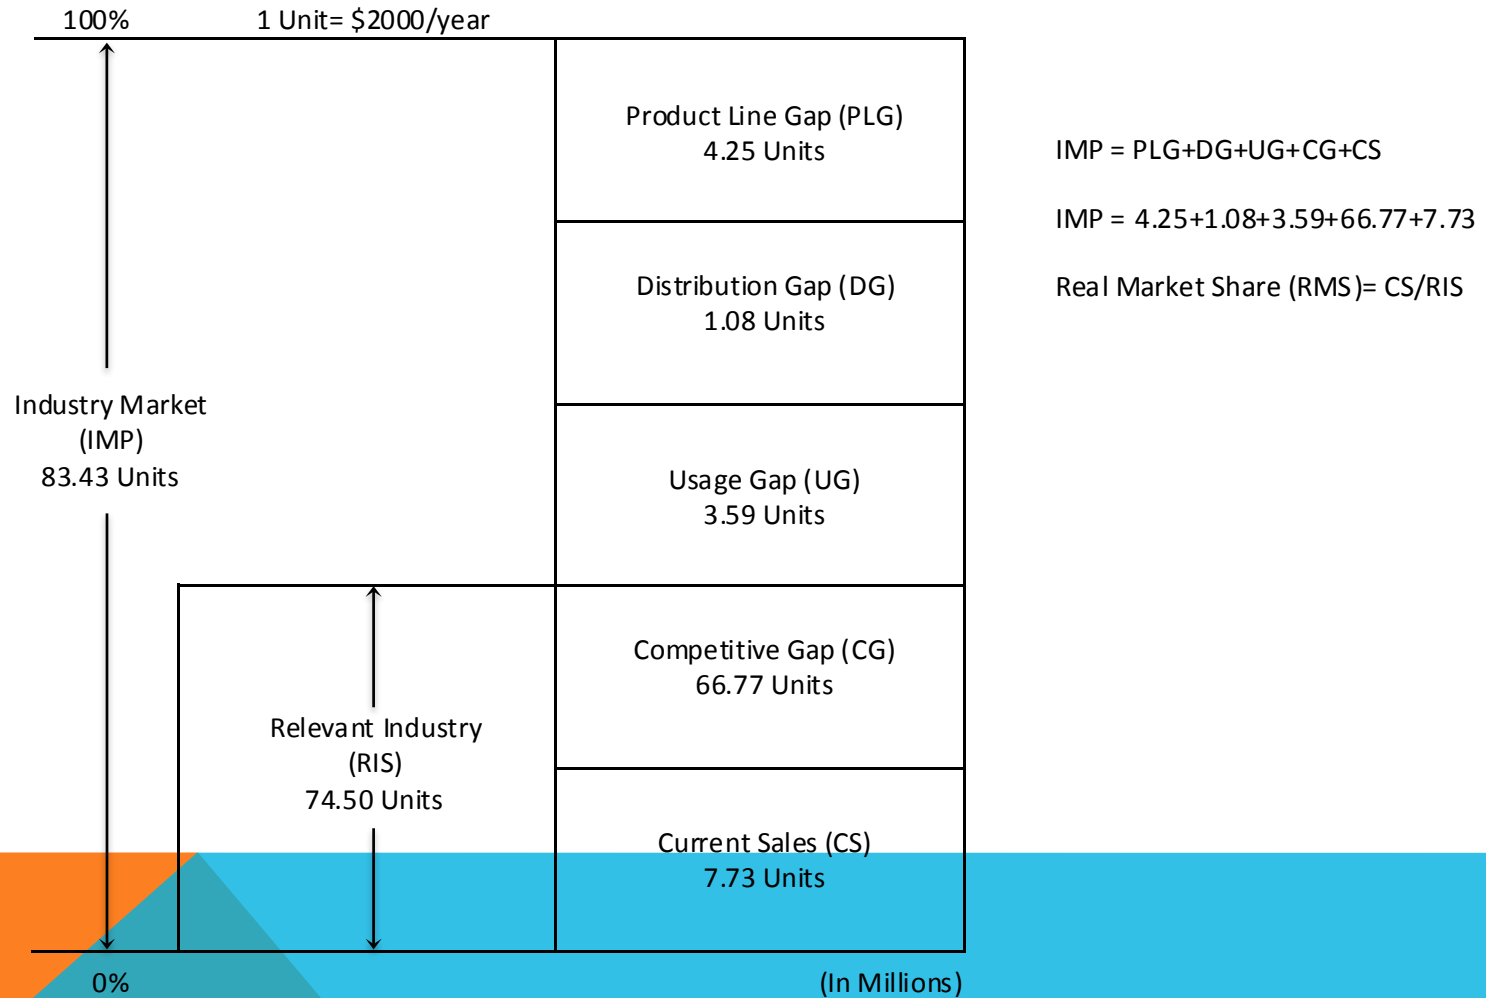 100%
1 Unit= $2000/year
Product Line Gap (PLG)
4.25 Units
IMP = PLG+DG+UG+CG+CS
IMP = 4.25+1.08+3.59+66.77+7.73
Distribution Gap (DG)
1.08 Units
Real Market Share (RMS)= CS/RIS
Industry Market
(IMP)
83.43 Units
Usage Gap (UG)
3.59 Units
Competitive Gap (CG)
66.77 Units
Relevant Industry
(RIS)
74.50 Units
Current Sales (CS)
7.73 Units
0%
(In Millions)